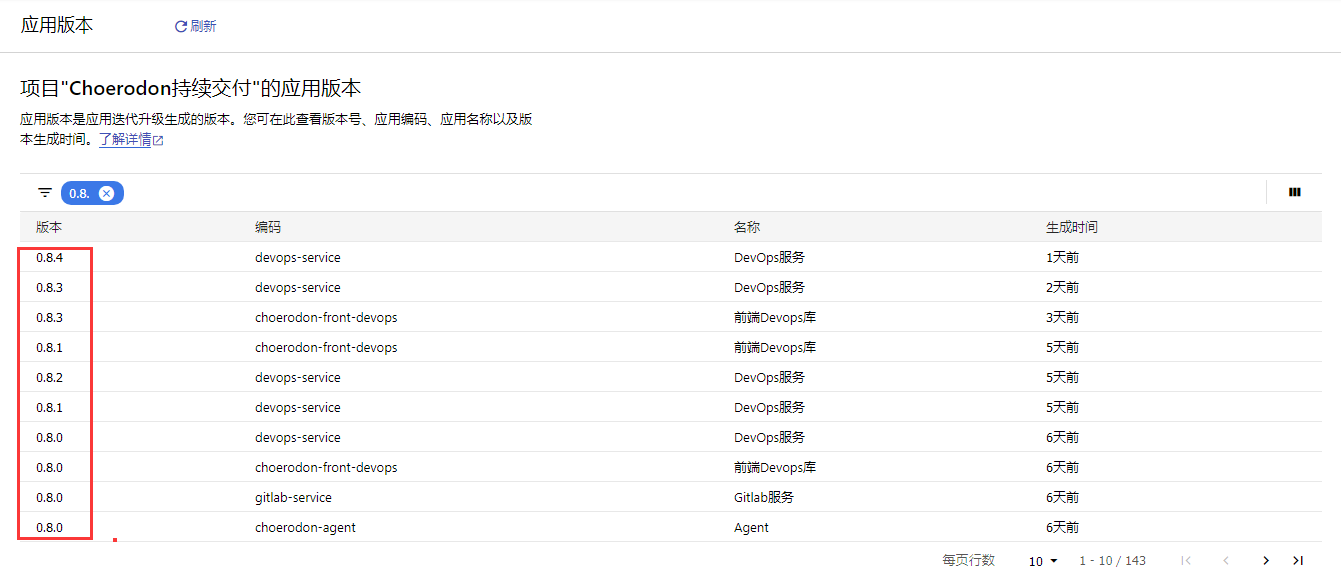 应用版本 刷新
项目"Choerodon持续交付"的应用版本
应用版本是应用迭代升级生成的版本。您可在此查看版本号、应用编码、应用名称以及版
本生成时间。了解详情
0.8.
版本 编码 名称 生成时间
0.8.4 devops-service DevOps服务 1天前
0.8.3 devops-service DevOps服务 2天前
0.8.3 choerodon-front-devops 前端Devops库 3天前
0.8.1 choerodon-front-devops 前端Devops库 5天前
0.8.2 devops-service DevOps服务 5天前
0.8.1 devops-service DevOps服务 5天前
0.8.0 devops-service DevOps服务 6天前
0.8.0 choerodon-front-devops 前端Devops库 6天前
0.8.0 gitlab-service Gitlab服务 6天前
0.8.0 choerodon-agent Agent 6天前
每页行数 10 1 - 10 / 143